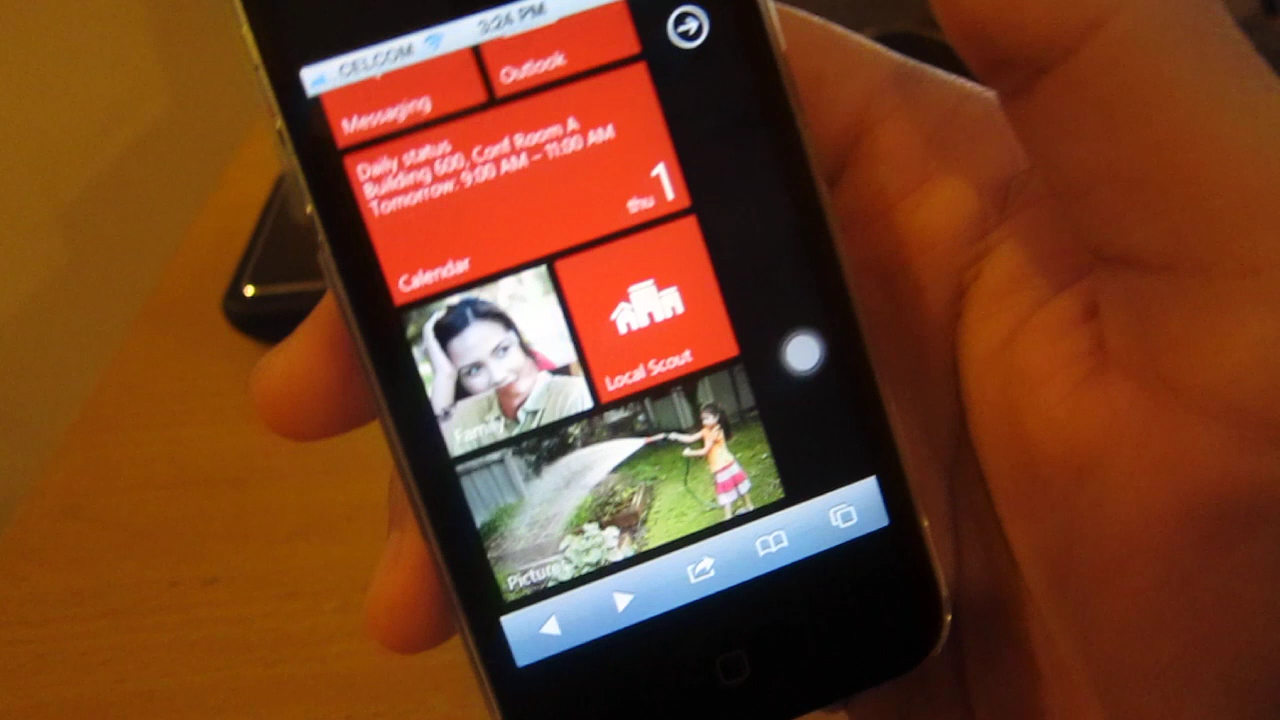 CELCOM 3:24 PM
Messaging
Outlook
Daily status
Building 600, Conf Room A
Tomorrow: 9:00 AM – 11:00 AM
thu 1
Calendar
Family
Local Scout
Pictures